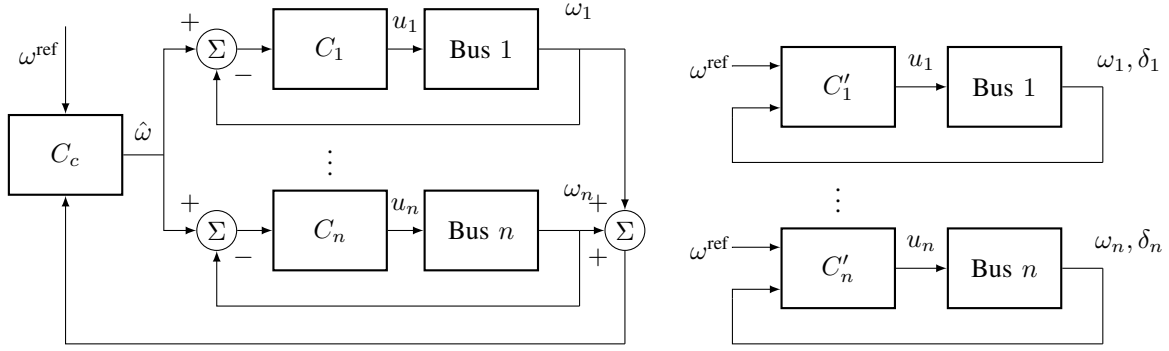 ω^ref
C_c
ω̂
+
Σ
−
C_1
u_1
Bus 1
ω_1
⋮
+
Σ
−
C_n
u_n
Bus n
ω_n
+
Σ
+
ω^ref
C′_1
u_1
Bus 1
ω_1, δ_1
⋮
ω^ref
C′_n
u_n
Bus n
ω_n, δ_n